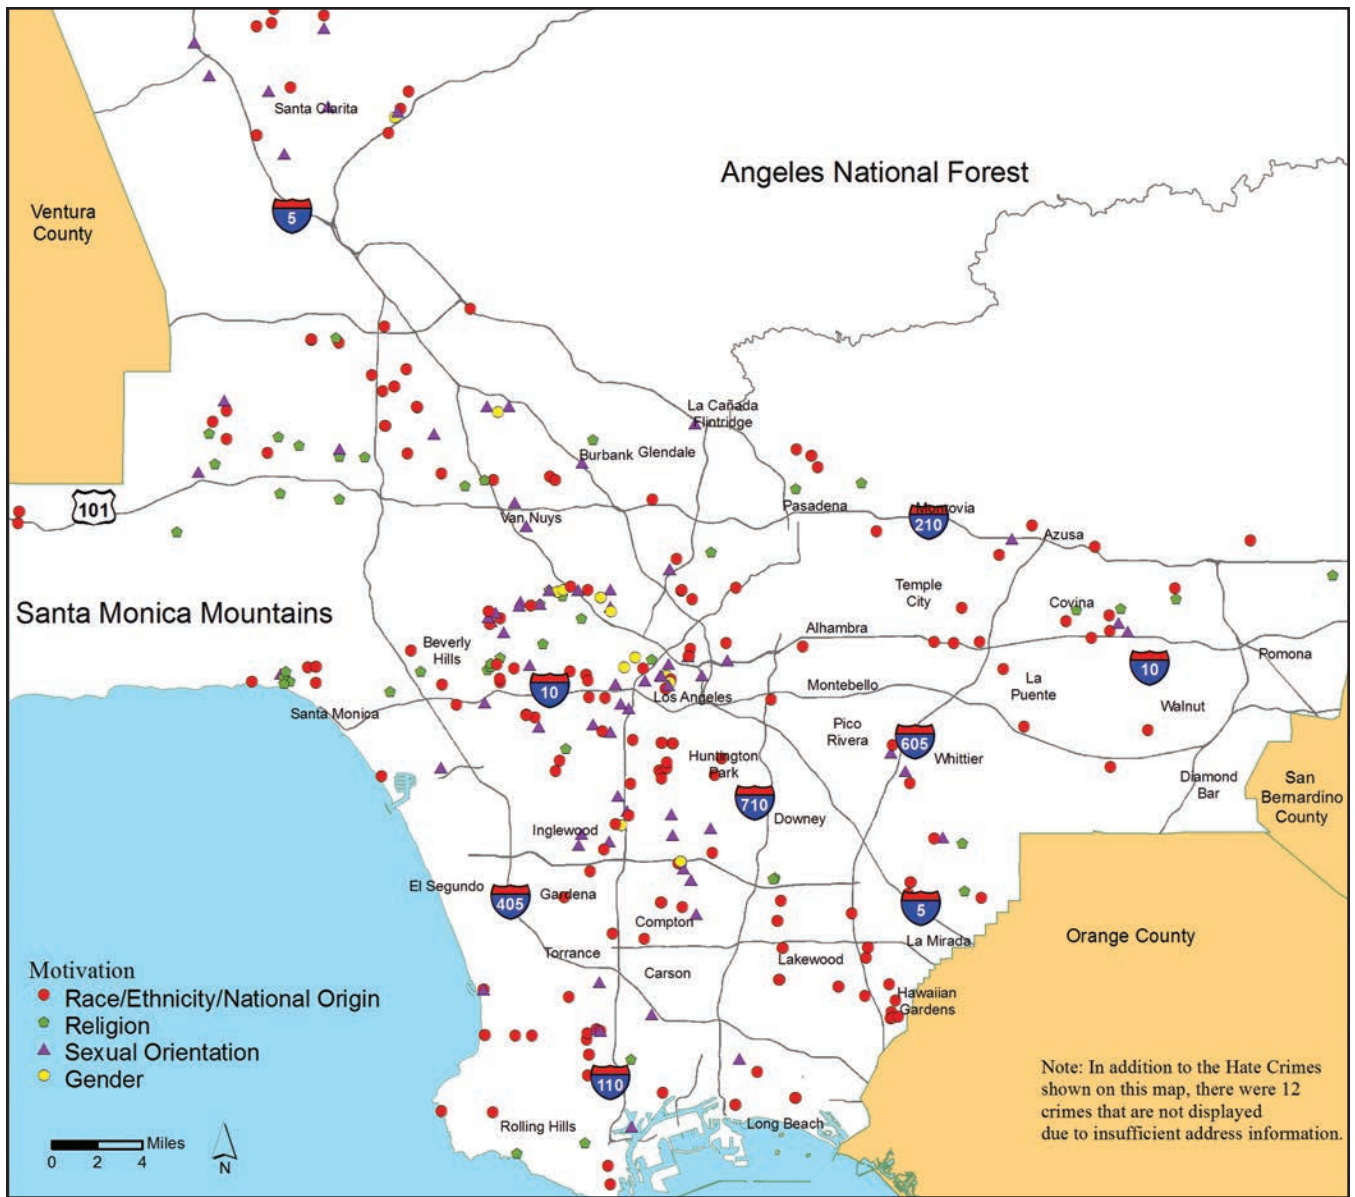 Santa Clarita
Angeles National Forest
Ventura
County
5
La Cañada
Flintridge
Burbank
Glendale
101
Van Nuys
Pasadena
Monrovia
210
Azusa
Santa Monica Mountains
Temple
City
Covina
Beverly
Hills
Alhambra
Pomona
10
10
La
Puente
Los Angeles
Montebello
Santa Monica
Walnut
Pico
Rivera
605
Whittier
Huntington
Park
Diamond
Bar
San
Bernardino
County
710
Downey
Inglewood
El Segundo
405
Gardena
5
Compton
La Mirada
Orange County
Torrance
Carson
Lakewood
Hawaiian
Gardens
Motivation
Race/Ethnicity/National Origin
Religion
Sexual Orientation
Gender
110
Note: In addition to the Hate Crimes
shown on this map, there were 12
crimes that are not displayed
due to insufficient address information.
Rolling Hills
Long Beach
Miles
0 2 4
N